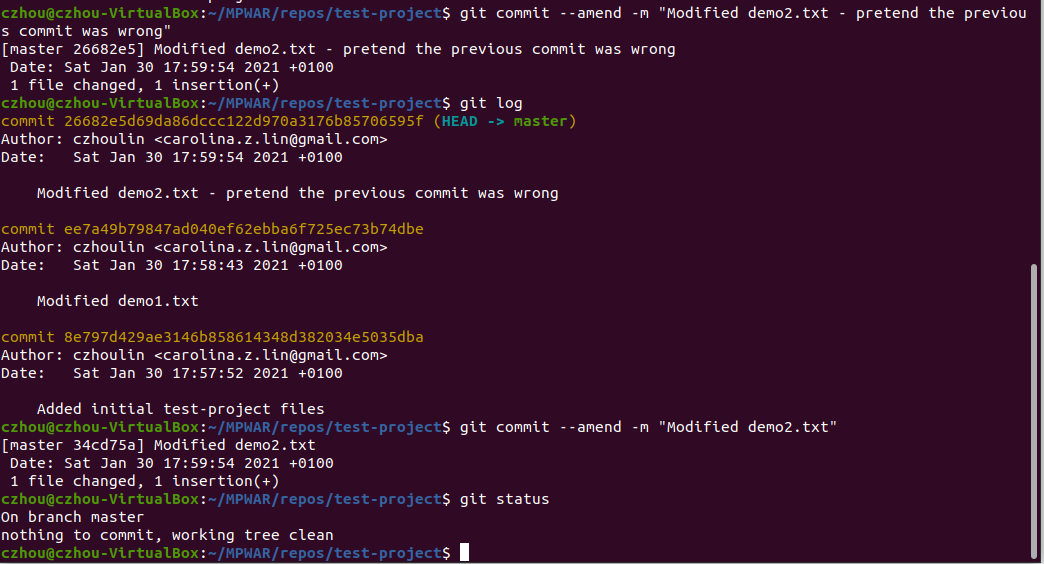 czhou@czhou-VirtualBox:~/MPWAR/repos/test-project$ git commit --amend -m "Modified demo2.txt - pretend the previou
s commit was wrong"
[master 26682e5] Modified demo2.txt - pretend the previous commit was wrong
 Date: Sat Jan 30 17:59:54 2021 +0100
 1 file changed, 1 insertion(+)
czhou@czhou-VirtualBox:~/MPWAR/repos/test-project$ git log
commit 26682e5d69da86dccc122d970a3176b85706595f (HEAD -> master)
Author: czhoulin <carolina.z.lin@gmail.com>
Date:   Sat Jan 30 17:59:54 2021 +0100

    Modified demo2.txt - pretend the previous commit was wrong

commit ee7a49b79847ad040ef62ebba6f725ec73b74dbe
Author: czhoulin <carolina.z.lin@gmail.com>
Date:   Sat Jan 30 17:58:43 2021 +0100

    Modified demo1.txt

commit 8e797d429ae3146b858614348d382034e5035dba
Author: czhoulin <carolina.z.lin@gmail.com>
Date:   Sat Jan 30 17:57:52 2021 +0100

    Added initial test-project files
czhou@czhou-VirtualBox:~/MPWAR/repos/test-project$ git commit --amend -m "Modified demo2.txt"
[master 34cd75a] Modified demo2.txt
 Date: Sat Jan 30 17:59:54 2021 +0100
 1 file changed, 1 insertion(+)
czhou@czhou-VirtualBox:~/MPWAR/repos/test-project$ git status
On branch master
nothing to commit, working tree clean
czhou@czhou-VirtualBox:~/MPWAR/repos/test-project$